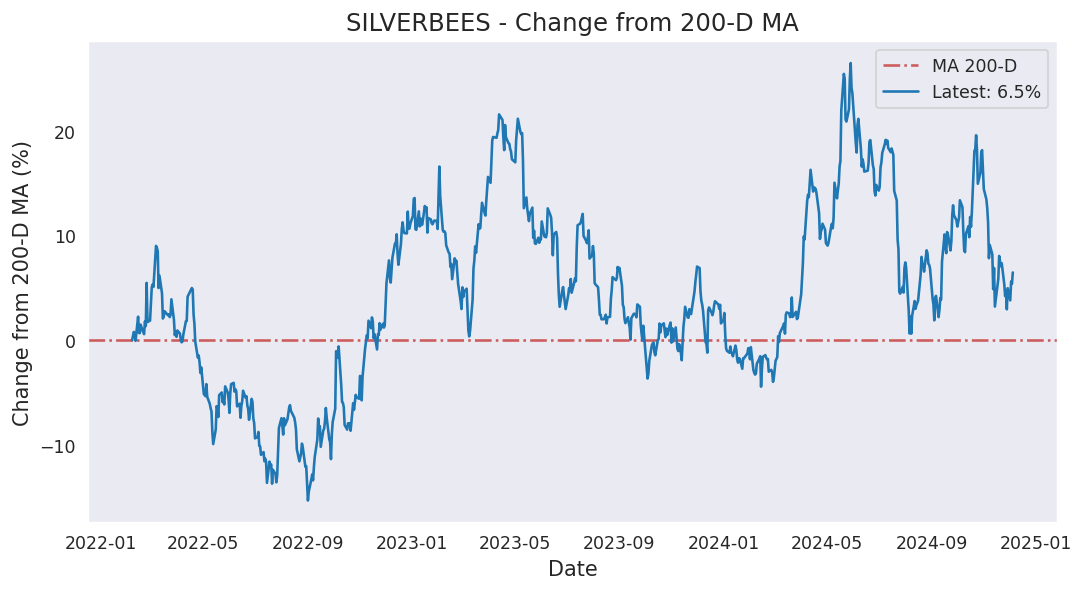 SILVERBEES - Change from 200-D MA
MA 200-D
Latest: 6.5%
Change from 200-D MA (%)
20
10
0
−10
2022-01 2022-05 2022-09 2023-01 2023-05 2023-09 2024-01 2024-05 2024-09 2025-01
Date